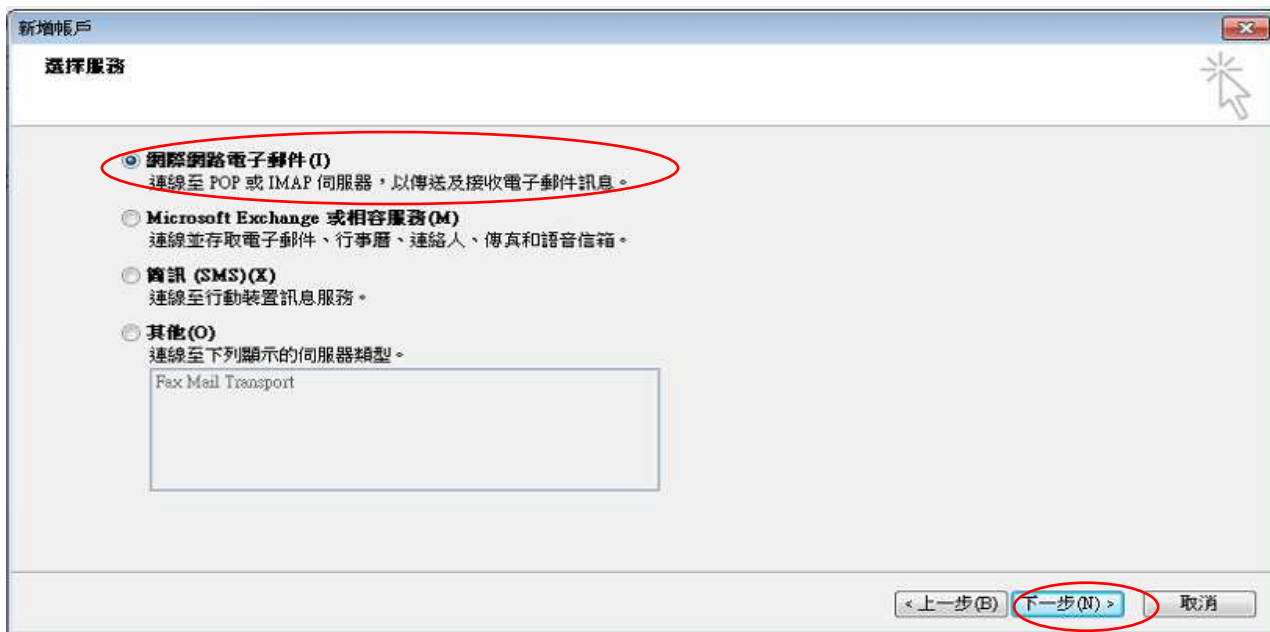 新增帳戶
選擇服務
網際網路電子郵件(I)
連線至 POP 或 IMAP 伺服器，以傳送及接收電子郵件訊息。
Microsoft Exchange 或相容服務(M)
連線並存取電子郵件、行事曆、連絡人、傳真和語音信箱。
簡訊 (SMS)(X)
連線至行動裝置訊息服務。
其他(O)
連線至下列顯示的伺服器類型。
Fax Mail Transport
<上一步(B) 下一步(N) > 取消